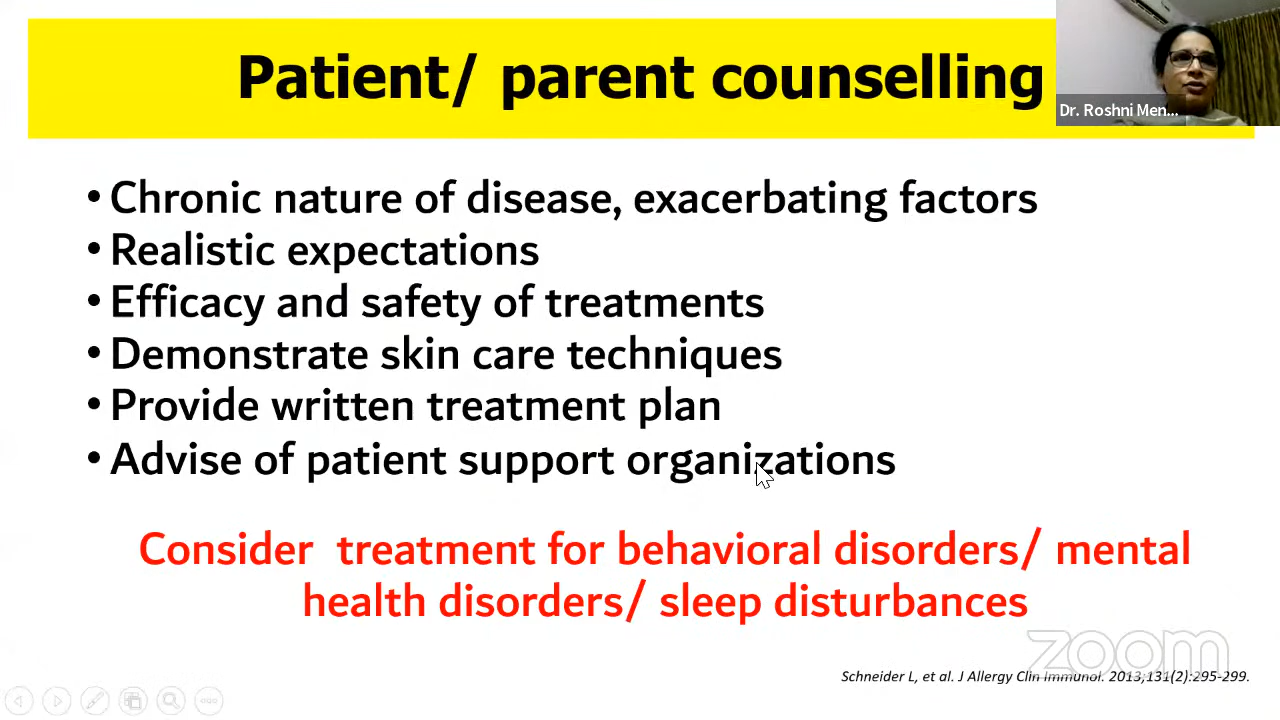 Patient/ parent counselling
Dr. Roshni Men...
• Chronic nature of disease, exacerbating factors
• Realistic expectations
• Efficacy and safety of treatments
• Demonstrate skin care techniques
• Provide written treatment plan
• Advise of patient support organizations
Consider treatment for behavioral disorders/ mental
health disorders/ sleep disturbances
zoom
Schneider L, et al. J Allergy Clin Immunol. 2013;131(2):295-299.